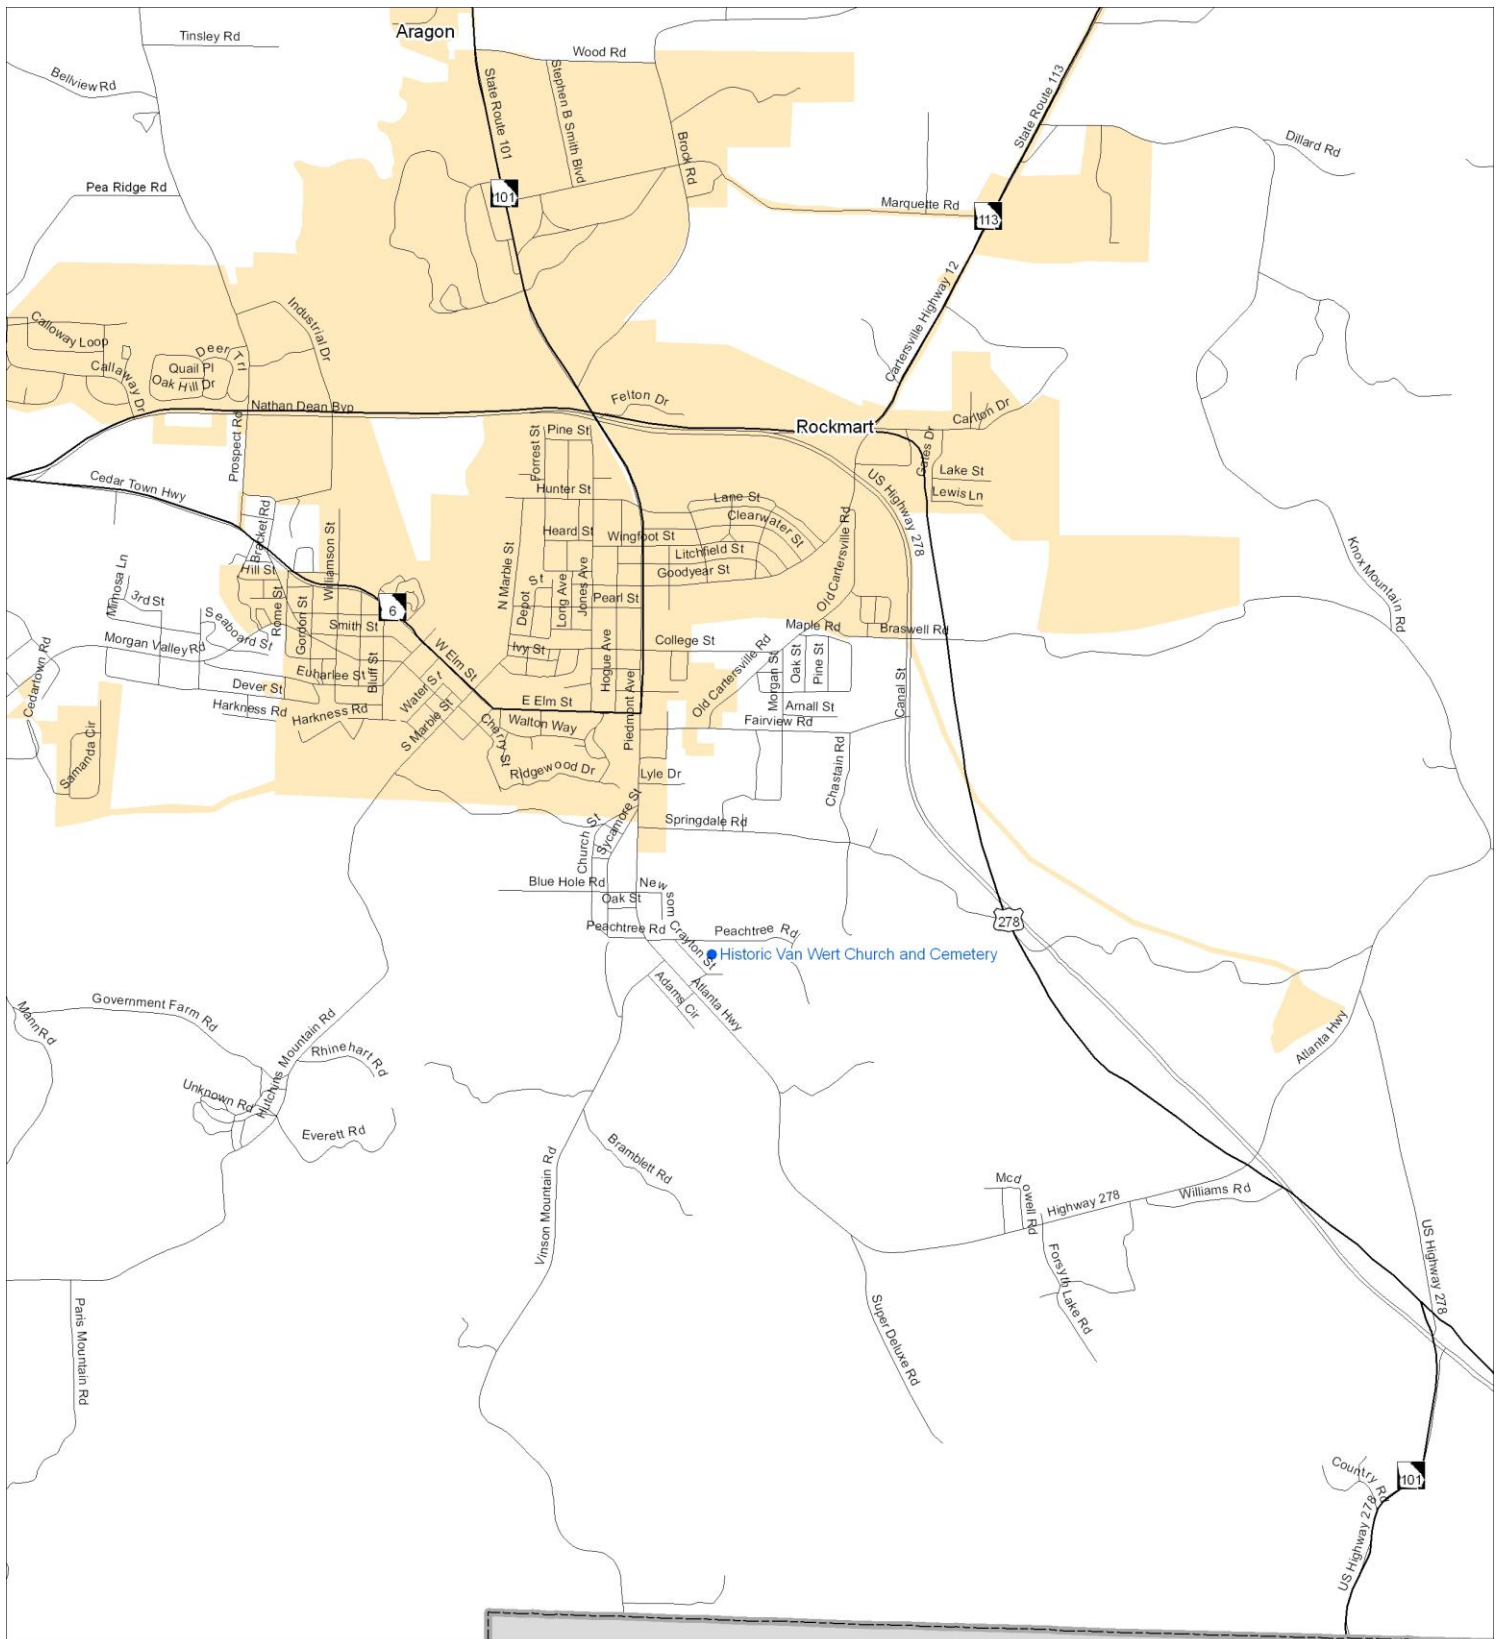 Aragon
Tinsley Rd
Wood Rd
Bellview Rd
State Route 101
Stephen B Smith Blvd
State Route 113
Brock Rd
Dillard Rd
Pea Ridge Rd
101
Marquette Rd
113
Cartersville Highway 12
Industrial Dr
Calloway Loop
Deer Trl
Callaway Dr
Quail Pl
Oak Hill Dr
Felton Dr
Nathan Dean Byp
Carlton Dr
Rockmart
Prospect Rd
Forrest St
Pine St
Gates Dr
Lake St
Cedar Town Hwy
US Highway 278
Hunter St
Lane St
Lewis Ln
Bracket Rd
Williamson St
Heard St
Wingfoot St
Clearwater St
Old Cartersville Rd
Litchfield St
Knox Mountain Rd
Mimosa Ln
Hill St
N Marble St
Goodyear St
3rd St
Rome St
Gordon St
6
Depot St
Long Ave
Jones Ave
Pearl St
Seaboard St
Smith St
Maple Rd
Braswell Rd
Cedartown Rd
Morgan Valley Rd
W Elm St
Ivy St
College St
Old Cartersville Rd
Morgan St
Oak St
Pine St
Euharlee St
Bluff St
Hogue Ave
Canal St
Dever St
Water St
Harkness Rd
Harkness Rd
E Elm St
Piedmont Ave
Arnall St
Samanda Cir
S Marble St
Cherry St
Walton Way
Fairview Rd
Ridgewood Dr
Lyle Dr
Chastain Rd
Church St
Sycamore St
Springdale Rd
Blue Hole Rd
Newsom
Oak St
278
Peachtree Rd
Crayton St
Peachtree Rd
Historic Van Wert Church and Cemetery
Adams Cir
Atlanta Hwy
Mann Rd
Government Farm Rd
Hutchins Mountain Rd
Atlanta Hwy
Rhinehart Rd
Unknown Rd
Everett Rd
Bramblett Rd
Vinson Mountain Rd
Mcdowell Rd
Highway 278
Williams Rd
US Highway 278
Forsyth Lake Rd
Paris Mountain Rd
Super Deluxe Rd
Country Rd
101
US Highway 278